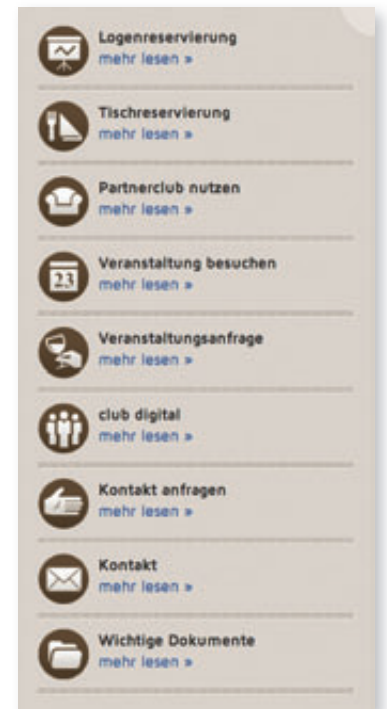 Logenreservierung
mehr lesen »
Tischreservierung
mehr lesen »
Partnerclub nutzen
mehr lesen »
23
Veranstaltung besuchen
mehr lesen »
Veranstaltungsanfrage
mehr lesen »
club digital
mehr lesen »
Kontakt anfragen
mehr lesen »
Kontakt
mehr lesen »
Wichtige Dokumente
mehr lesen »